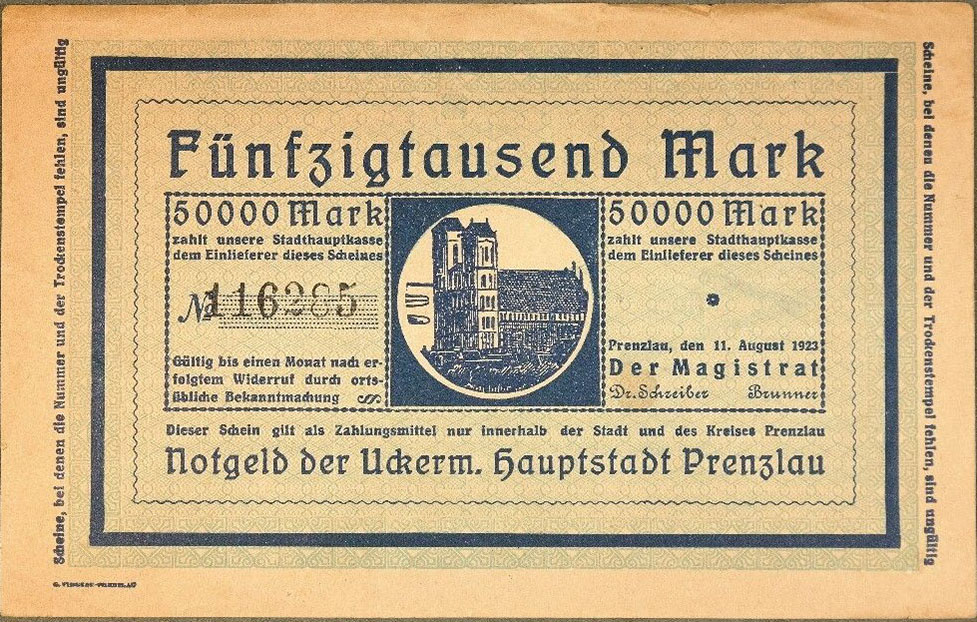 Fünfzigtausend Mark
50000 Mark
zahlt unsere Stadthauptkasse
dem Einlieferer dieses Scheines
№ 116285
Gültig bis einen Monat nach er-
folgtem Widerruf durch orts-
übliche Bekanntmachung
50000 Mark
zahlt unsere Stadthauptkasse
dem Einlieferer dieses Scheines
Prenzlau, den 11. August 1923
Der Magistrat
Dr. Schreiber Brunner
Dieser Schein gilt als Zahlungsmittel nur innerhalb der Stadt und des Kreises Prenzlau
Notgeld der Uckerm. Hauptstadt Prenzlau
Scheine, bei denen die Nummer und der Trockenstempel fehlen, sind ungültig
Scheine, bei denen die Nummer und der Trockenstempel fehlen, sind ungültig